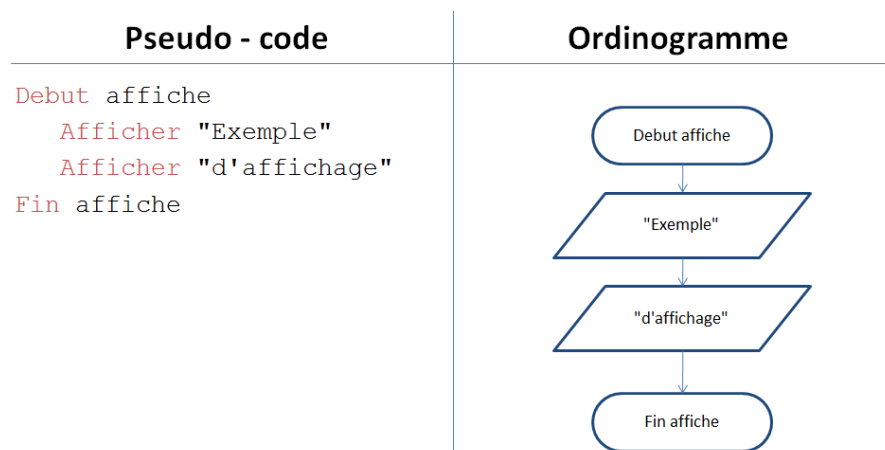 Pseudo - code
Debut affiche
Afficher "Exemple"
Afficher "d'affichage"
Fin affiche
Ordinogramme
Debut affiche
"Exemple"
"d'affichage"
Fin affiche